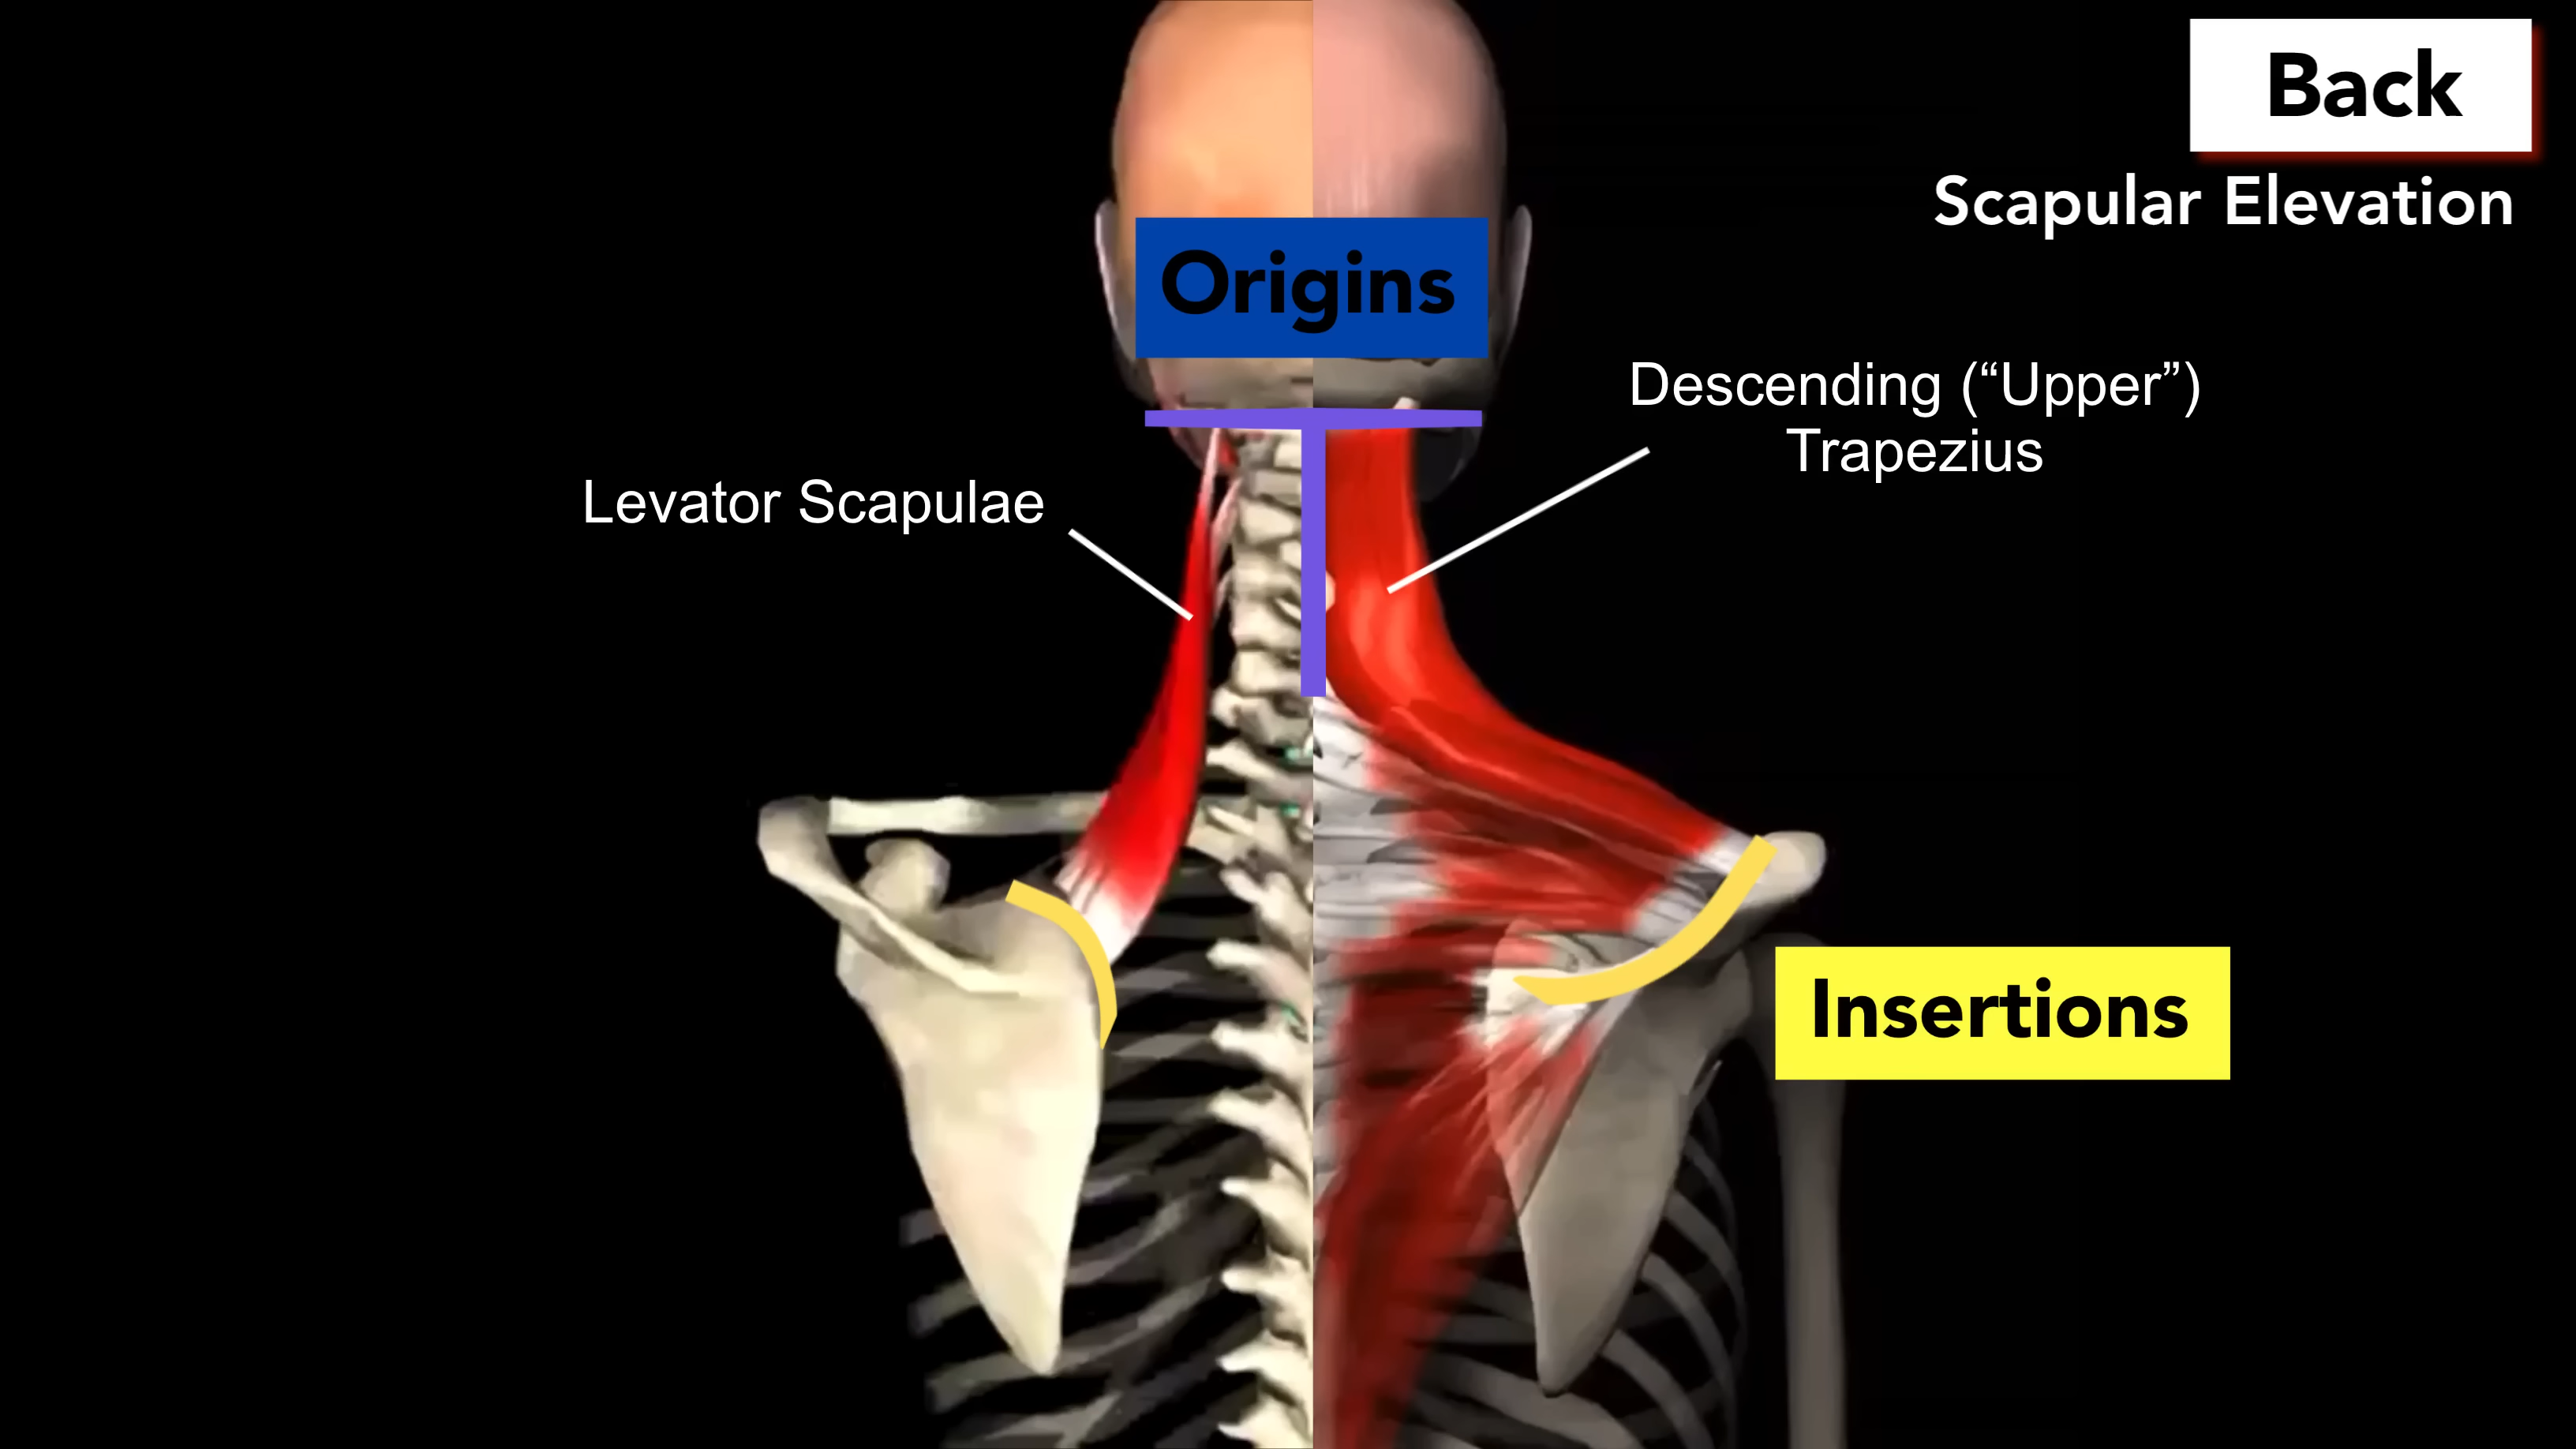 Back
Scapular Elevation
Origins
Descending (“Upper”)
Trapezius
Levator Scapulae
Insertions